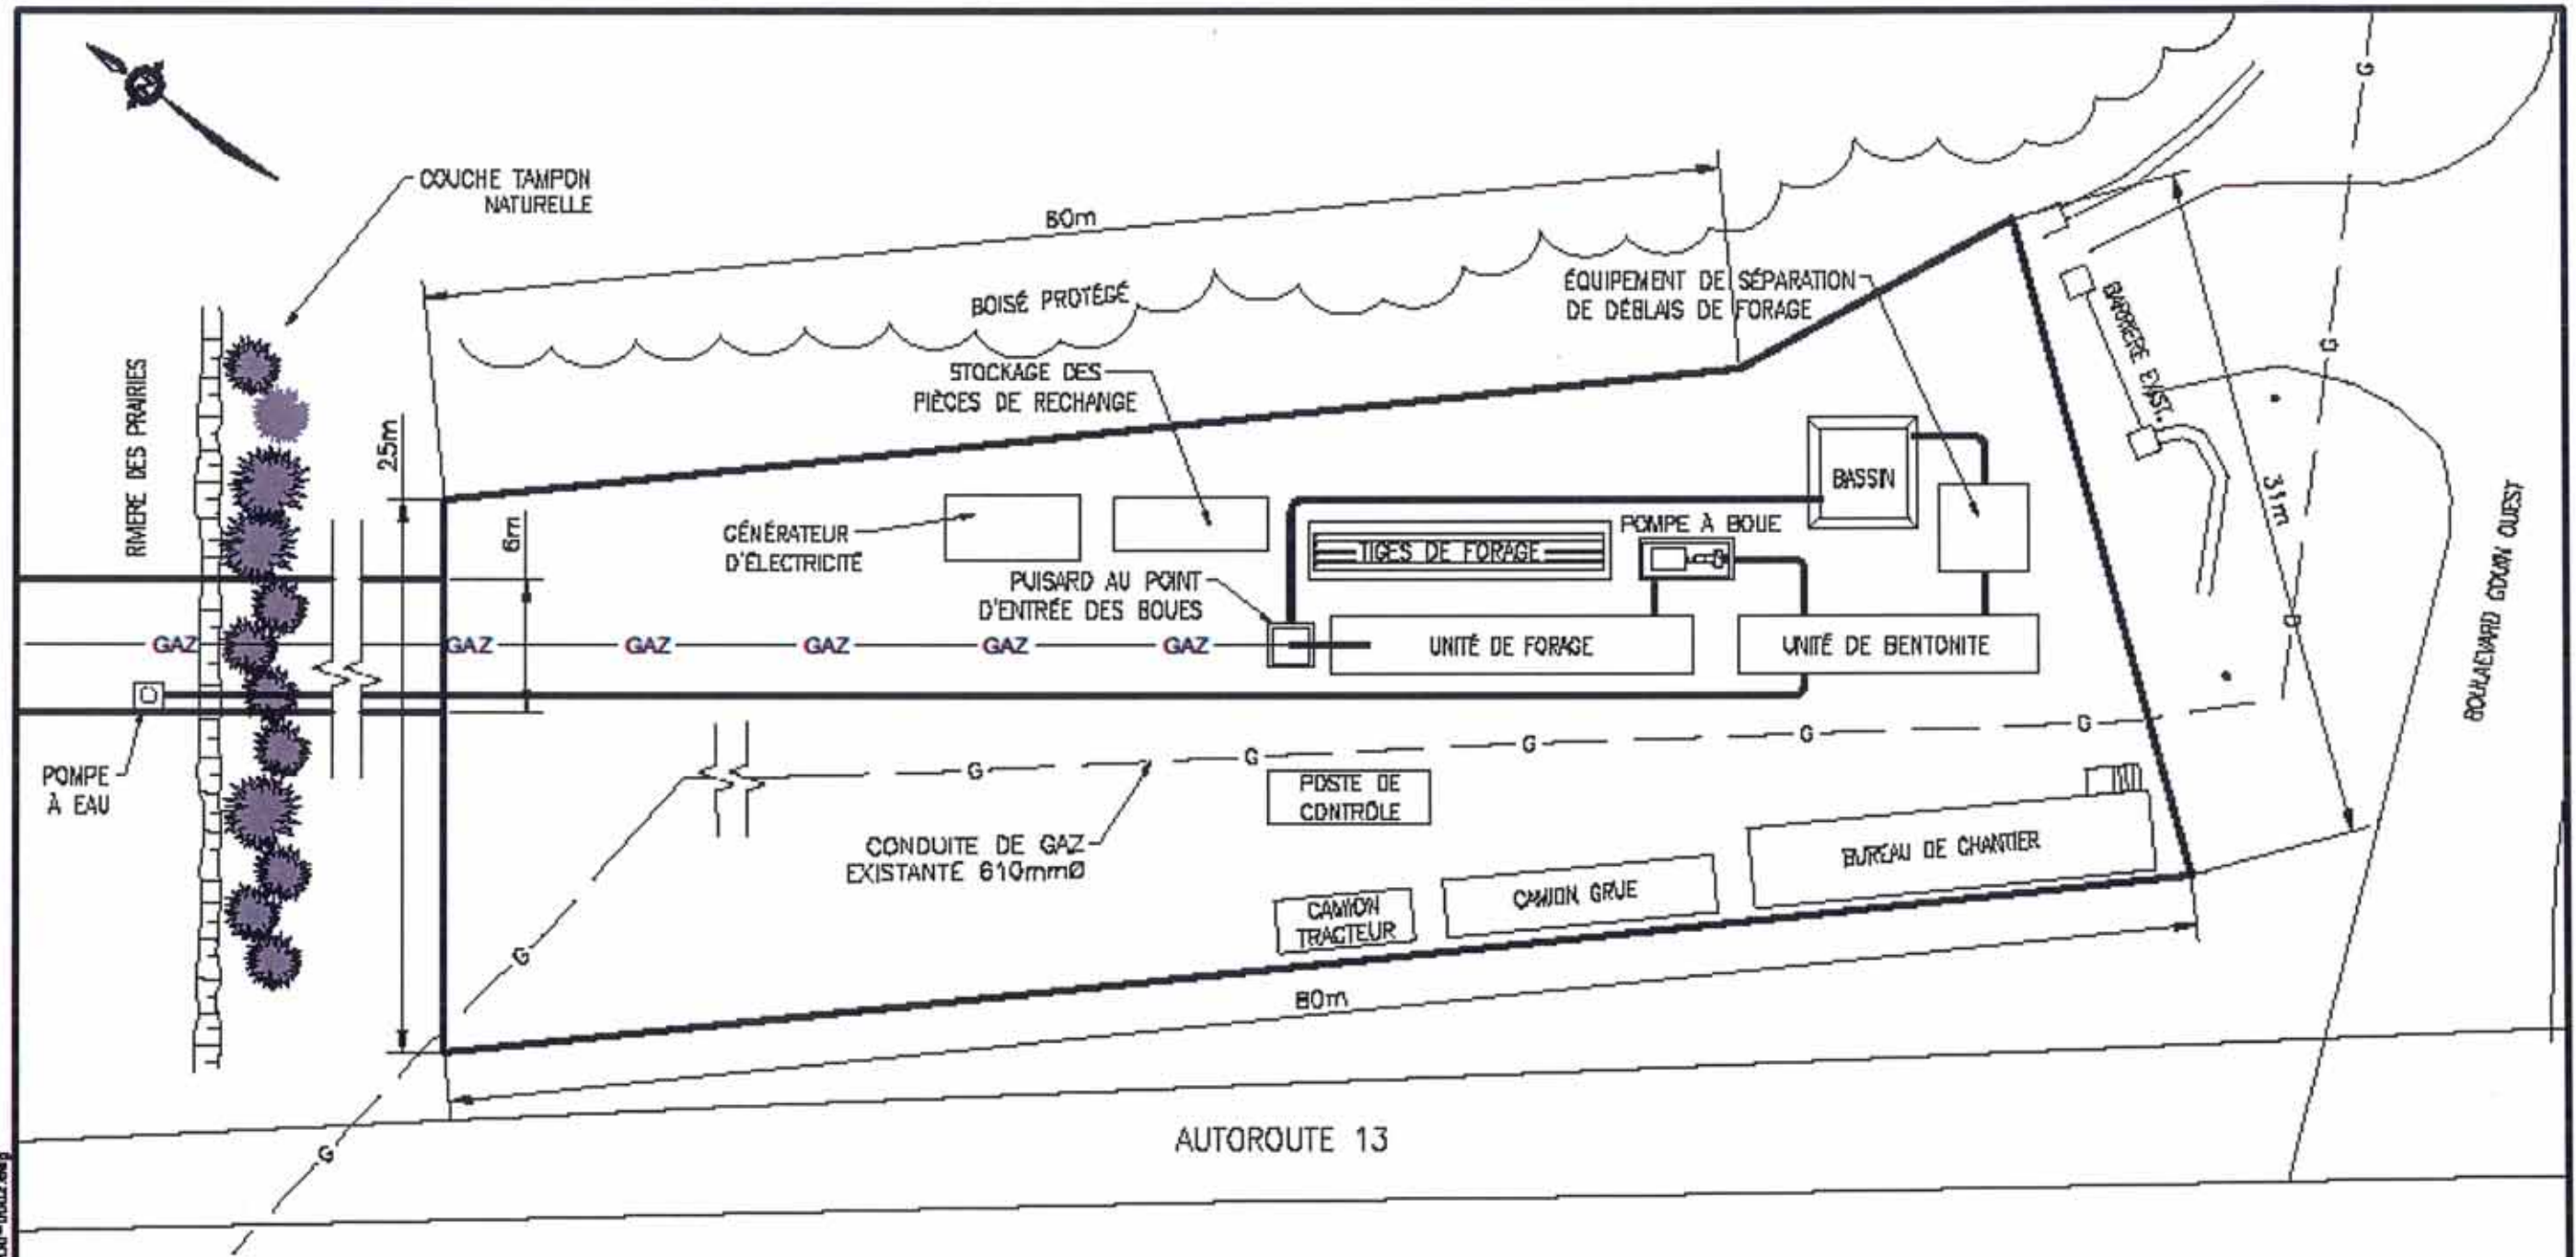 COUCHE TAMPON
NATURELLE
RIVIERE DES PRAIRIES
25m
6m
80m
BOISÉ PROTÉGÉ
ÉQUIPEMENT DE SÉPARATION
DE DÉBLAIS DE FORAGE
STOCKAGE DES
PIÈCES DE RECHANGE
BARRIERE EXIST.
31m
BASSIN
GÉNÉRATEUR
D'ÉLECTRICITÉ
TIGES DE FORAGE
POMPE À BOUE
PUISARD AU POINT
D'ENTRÉE DES BOUES
GAZ GAZ GAZ GAZ GAZ GAZ
UNITÉ DE FORAGE
UNITÉ DE BENTONITE
BOULAEVARD GOUIN OUEST
POMPE
À EAU
G G G G G
G G G
G G
POSTE DE
CONTRÔLE
CONDUITE DE GAZ
EXISTANTE 610mmØ
BUREAU DE CHANTIER
CAMION GRUE
CAMION
TRACTEUR
80m
AUTOROUTE 13